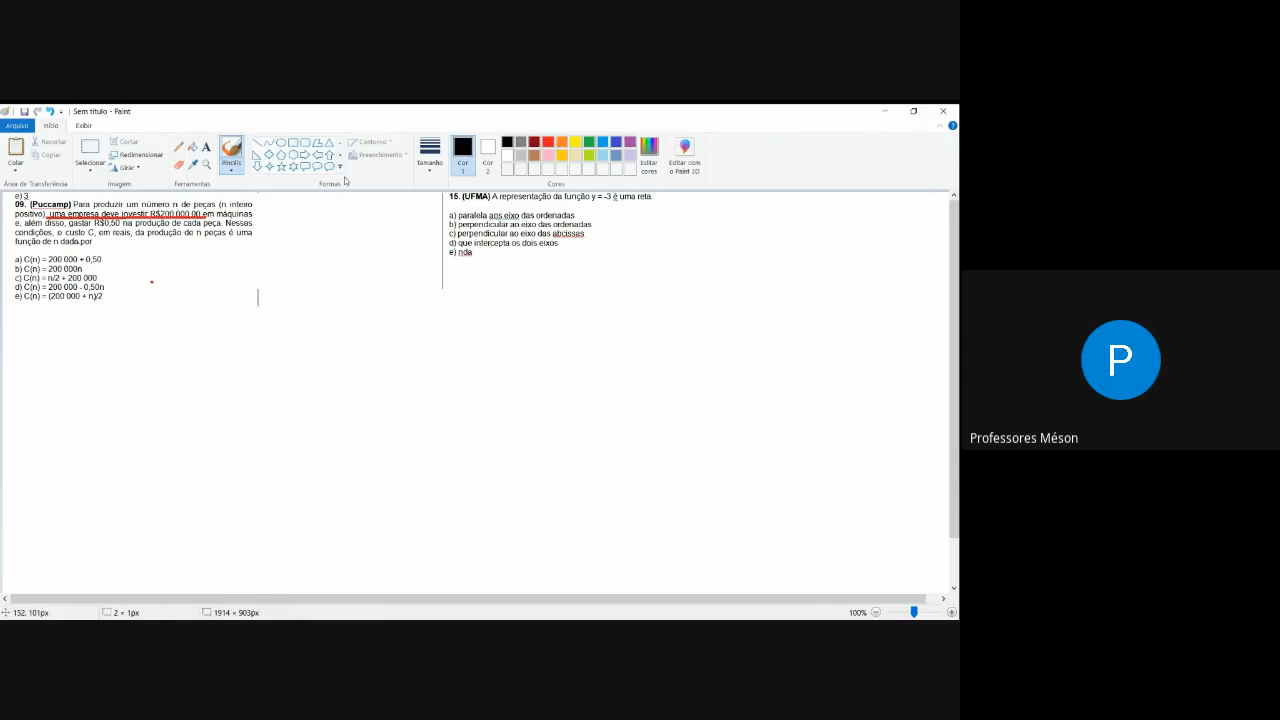 Sem título - Paint
Arquivo Início Exibir
Colar
Recortar
Copiar
Área de Transferência
Selecionar
Cortar
Redimensionar
Girar
Imagem
Pincéis
Ferramentas
Contorno
Preenchimento
Formas
Tamanho
Cor 1
Cor 2
Editar cores
Editar com o Paint 3D
Cores
e) 3
09. (Puccamp) Para produzir um número n de peças (n inteiro
positivo), uma empresa deve investir R$200 000,00 em máquinas
e, além disso, gastar R$0,50 na produção de cada peça. Nessas
condições, o custo C, em reais, da produção de n peças é uma
função de n dada por
a) C(n) = 200 000 + 0,50
b) C(n) = 200 000n
c) C(n) = n/2 + 200 000
d) C(n) = 200 000 - 0,50n
e) C(n) = (200 000 + n)/2
15. (UFMA) A representação da função y = -3 é uma reta:
a) paralela aos eixo das ordenadas
b) perpendicular ao eixo das ordenadas
c) perpendicular ao eixo das abcissas
d) que intercepta os dois eixos
e) nda
152, 101px
2 × 1px
1914 × 903px
100%
P
Professores Méson